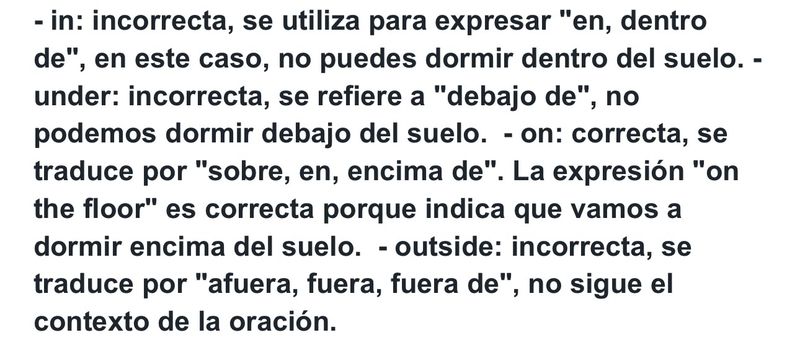 - in: incorrecta, se utiliza para expresar "en, dentro
de", en este caso, no puedes dormir dentro del suelo. -
under: incorrecta, se refiere a "debajo de", no
podemos dormir debajo del suelo.  - on: correcta, se
traduce por "sobre, en, encima de". La expresión "on
the floor" es correcta porque indica que vamos a
dormir encima del suelo.  - outside: incorrecta, se
traduce por "afuera, fuera, fuera de", no sigue el
contexto de la oración.